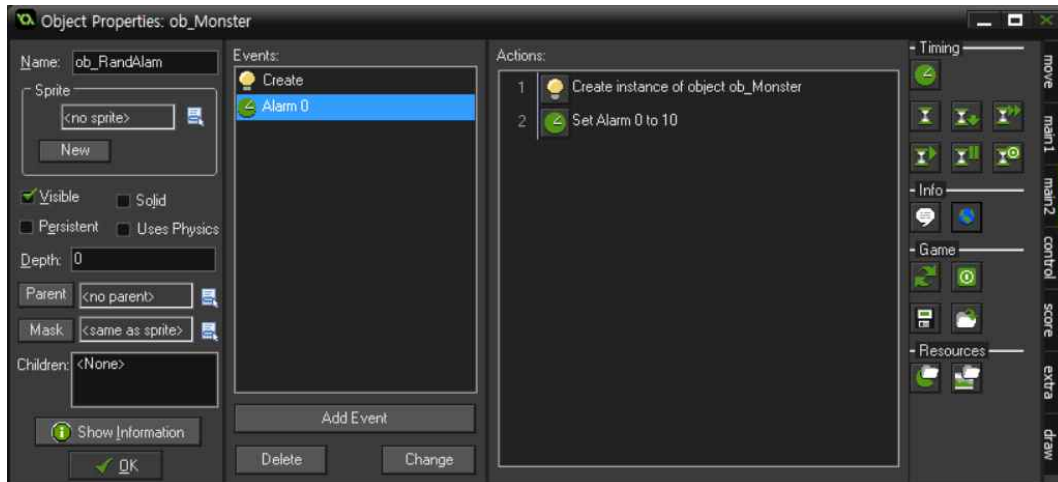 Object Properties: ob_Monster
Name: ob_RandAlam
Sprite
<no sprite>
New
Visible
Solid
Persistent
Uses Physics
Depth: 0
Parent <no parent>
Mask <same as sprite>
Children: <None>
Show Information
OK
Events:
Create
Alarm 0
Add Event
Delete
Change
Actions:
1 Create instance of object ob_Monster
2 Set Alarm 0 to 10
Timing
Info
Game
Resources
move
main1
main2
control
score
extra
draw